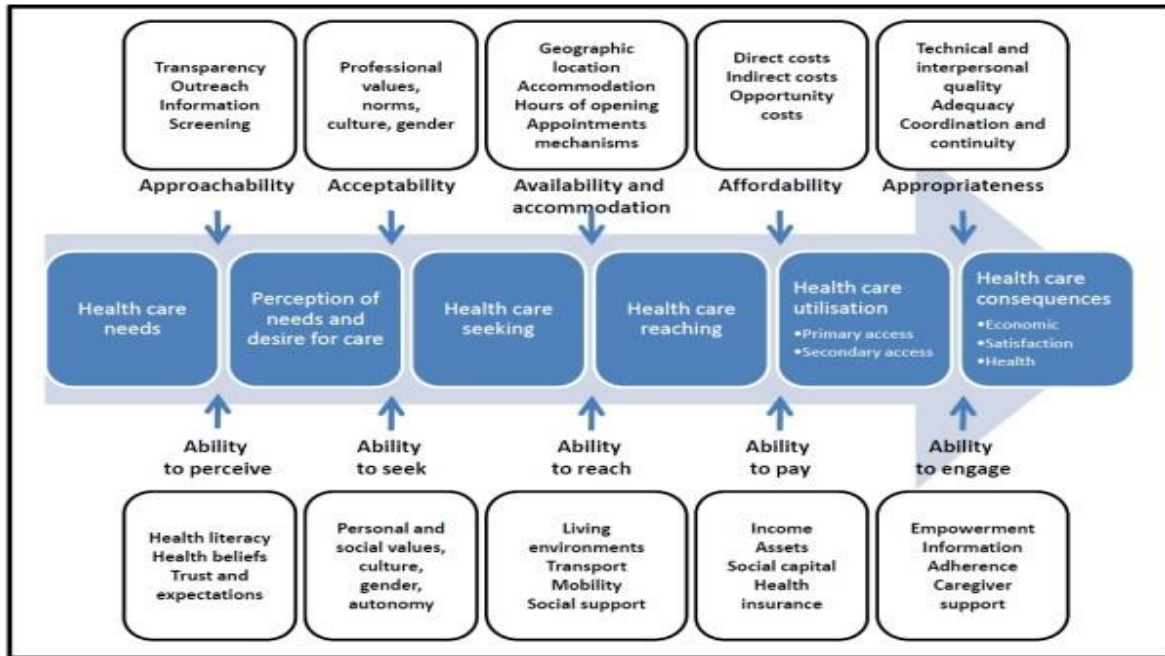 Transparency
Outreach
Information
Screening
Professional
values,
norms,
culture, gender
Geographic
location
Accommodation
Hours of opening
Appointments
mechanisms
Direct costs
Indirect costs
Opportunity
costs
Technical and
interpersonal
quality
Adequacy
Coordination and
continuity
Approachability
Acceptability
Availability and
accommodation
Affordability
Appropriateness
Health care
needs
Perception of
needs and
desire for care
Health care
seeking
Health care
reaching
Health care
utilisation
•Primary access
•Secondary access
Health care
consequences
•Economic
•Satisfaction
•Health
Ability
to perceive
Ability
to seek
Ability
to reach
Ability
to pay
Ability
to engage
Health literacy
Health beliefs
Trust and
expectations
Personal and
social values,
culture,
gender,
autonomy
Living
environments
Transport
Mobility
Social support
Income
Assets
Social capital
Health
insurance
Empowerment
Information
Adherence
Caregiver
support